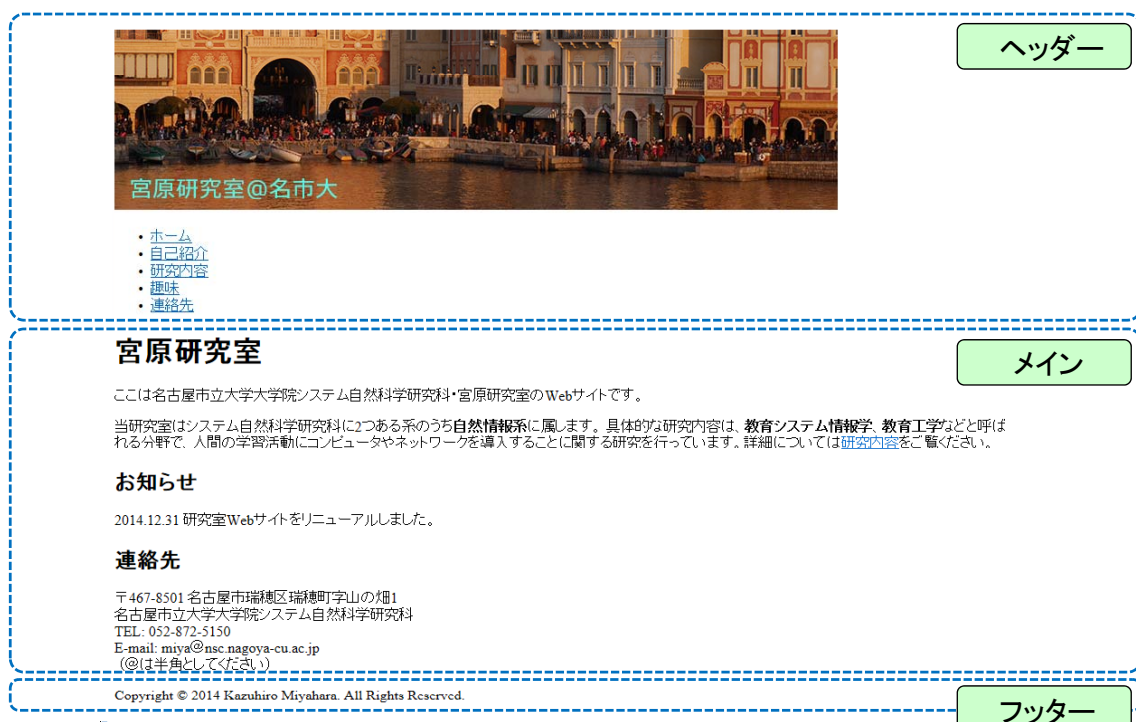 ヘッダー
宮原研究室@名市大
• ホーム
• 自己紹介
• 研究内容
• 趣味
• 連絡先
宮原研究室
メイン
ここは名古屋市立大学大学院システム自然科学研究科・宮原研究室のWebサイトです。
当研究室はシステム自然科学研究科に2つある系のうち自然情報系に属します。具体的な研究内容は、教育システム情報学、教育工学などと呼ば
れる分野で、人間の学習活動にコンピュータやネットワークを導入することに関する研究を行っています。詳細については研究内容をご覧ください。
お知らせ
2014.12.31 研究室Webサイトをリニューアルしました。
連絡先
〒467-8501 名古屋市瑞穂区瑞穂町字山の畑1
名古屋市立大学大学院システム自然科学研究科
TEL: 052-872-5150
E-mail: miya@nsc.nagoya-cu.ac.jp
（@は半角としてください）
Copyright © 2014 Kazuhiro Miyahara. All Rights Reserved.
フッター